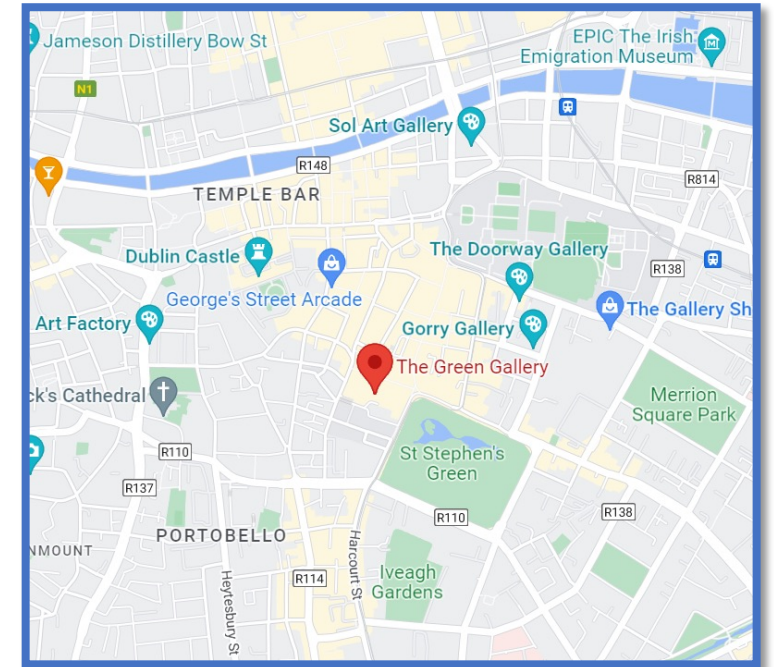 Jameson Distillery Bow St
EPIC The Irish
Emigration Museum
N1
Sol Art Gallery
R148
R814
TEMPLE BAR
Dublin Castle
The Doorway Gallery
R138
George's Street Arcade
The Gallery Sh
Art Factory
Gorry Gallery
The Green Gallery
ck's Cathedral
Merrion
Square Park
St Stephen's
Green
R110
R137
R110
R138
PORTOBELLO
NMOUNT
Harcourt St
R114
Heytesbury St
Iveagh
Gardens